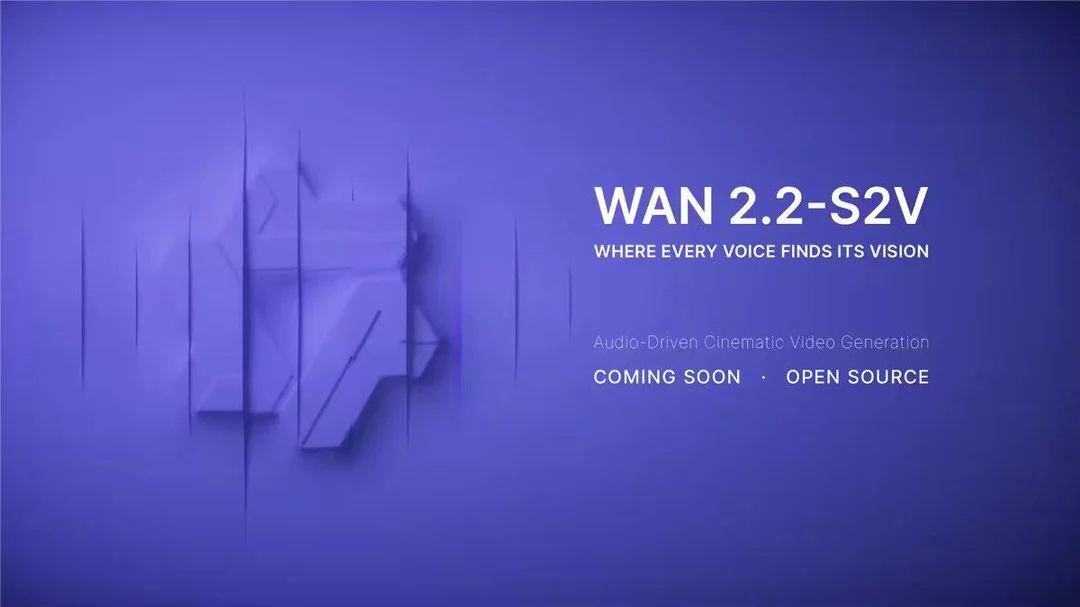 WAN 2.2-S2V
WHERE EVERY VOICE FINDS ITS VISION
Audio-Driven Cinematic Video Generation
COMING SOON · OPEN SOURCE